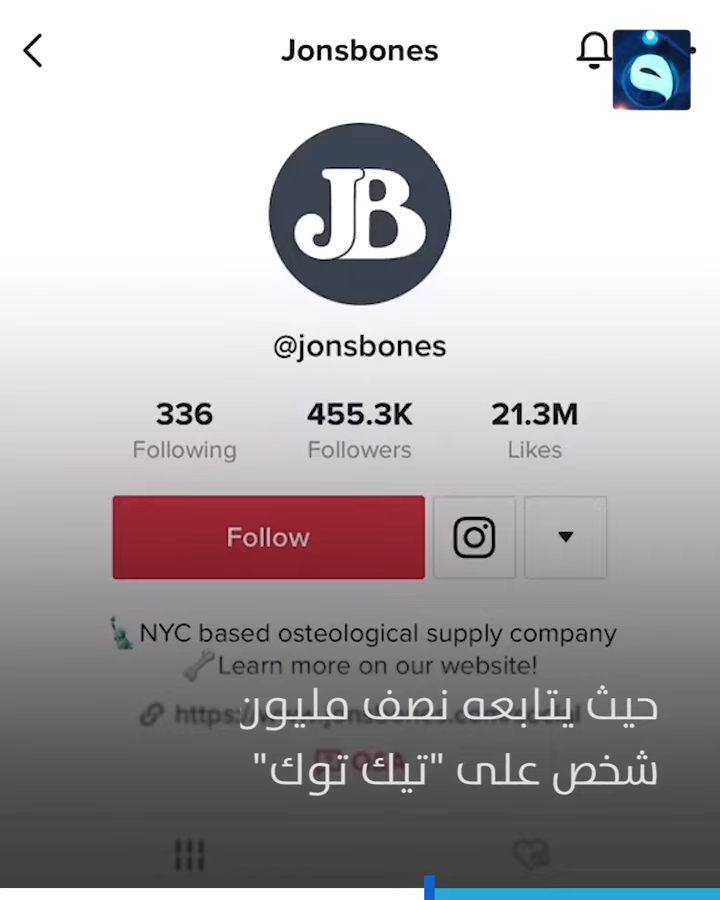 Jonsbones
JB
@jonsbones
336 455.3K 21.3M
Following Followers Likes
Follow
NYC based osteological supply company
Learn more on our website!
حيث يتابعه نصف مليون
شخص على "تيك توك"